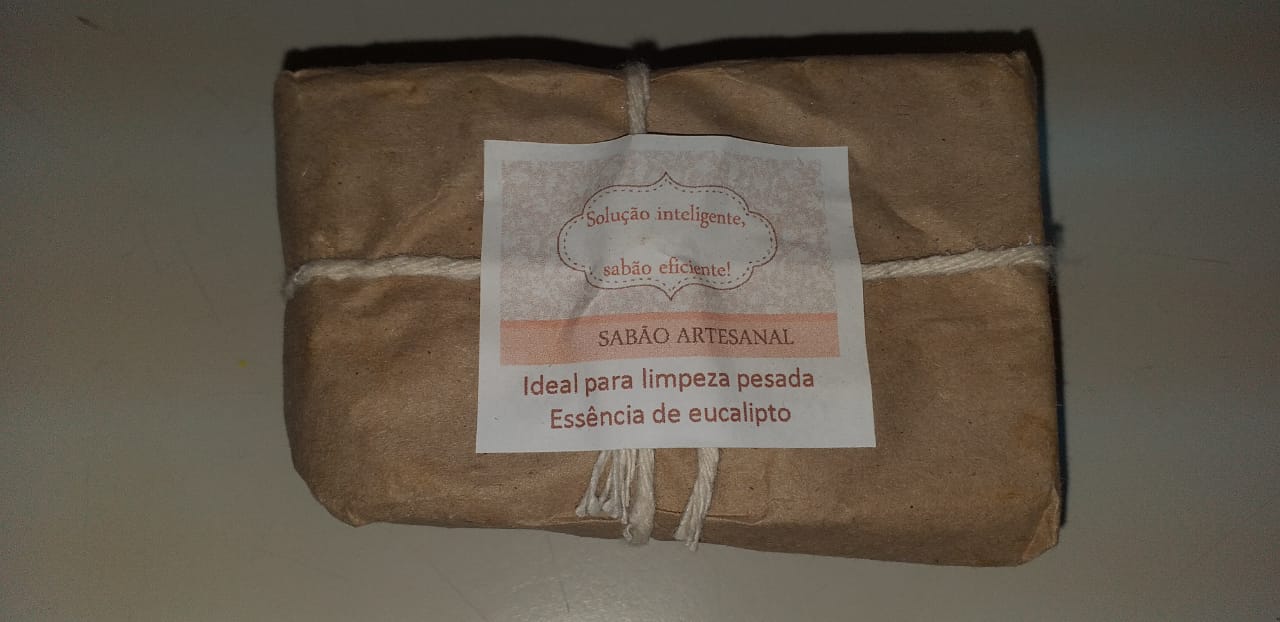 Solução inteligente,
sabão eficiente!
SABÃO ARTESANAL
Ideal para limpeza pesada
Essência de eucalipto